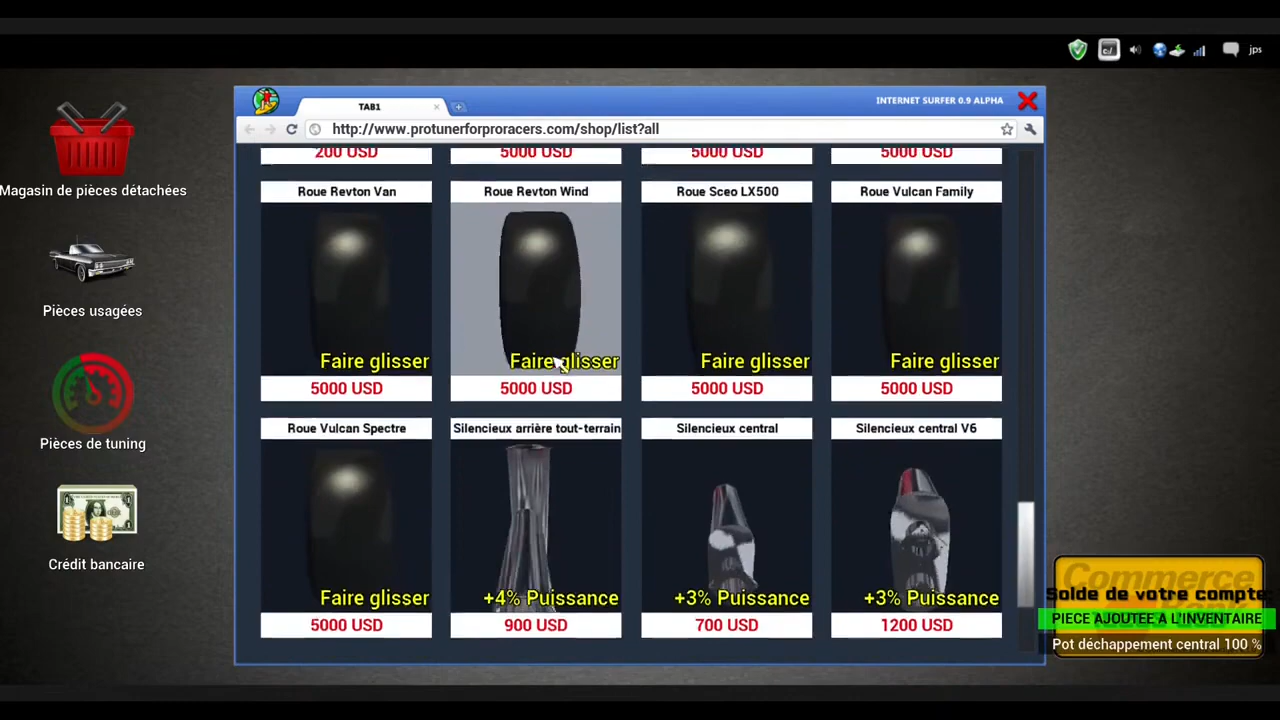 jps
TAB1
INTERNET SURFER 0.9 ALPHA
http://www.protunerforproracers.com/shop/list?all
Magasin de pièces détachées
Pièces usagées
Pièces de tuning
Crédit bancaire
200 USD
5000 USD
5000 USD
5000 USD
Roue Revton Van
Roue Revton Wind
Roue Sceo LX500
Roue Vulcan Family
Faire glisser
Faire glisser
Faire glisser
Faire glisser
5000 USD
5000 USD
5000 USD
5000 USD
Roue Vulcan Spectre
Silencieux arrière tout-terrain
Silencieux central
Silencieux central V6
Faire glisser
+4% Puissance
+3% Puissance
+3% Puissance
5000 USD
900 USD
700 USD
1200 USD
Commerce
Solde de votre compte:
PIECE AJOUTEE A L'INVENTAIRE
Pot déchappement central 100 %